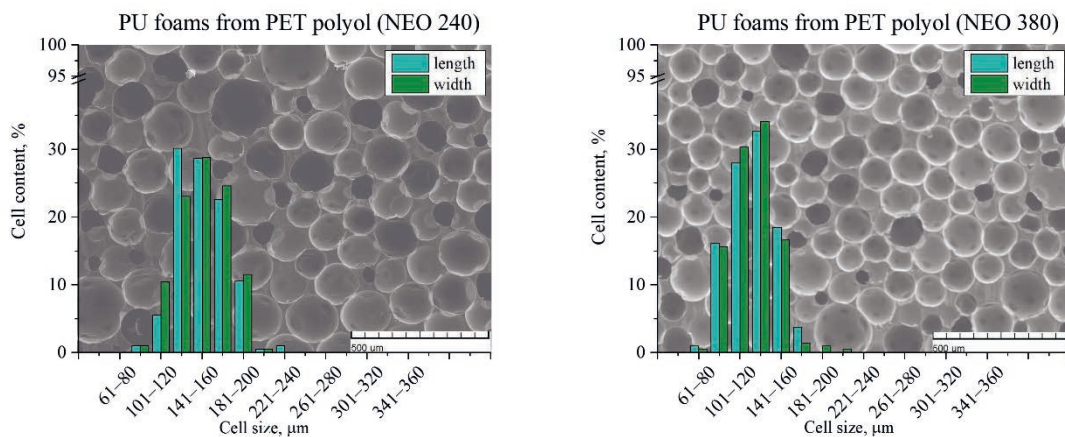 PU foams from PET polyol (NEO 240)
100
95
30
20
10
0
Cell content, %
length
width
500 um
61–80
101–120
141–160
181–200
221–240
261–280
301–320
341–360
Cell size, μm
PU foams from PET polyol (NEO 380)
100
95
30
20
10
0
Cell content, %
length
width
500 um
61–80
101–120
141–160
181–200
221–240
261–280
301–320
341–360
Cell size, μm